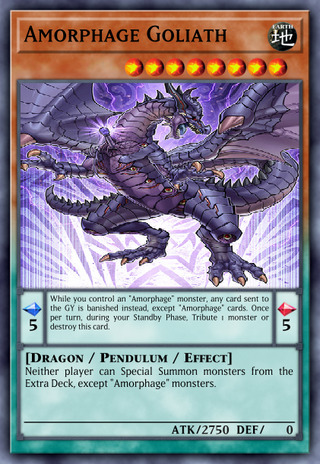 Amorphage Goliath
EARTH
地
While you control an "Amorphage" monster, any card sent
to the GY is banished instead, except "Amorphage" cards. Once
per turn, during your Standby Phase, Tribute 1 monster or
destroy this card.
5
5
[Dragon / Pendulum / Effect]
Neither player can Special Summon monsters from the
Extra Deck, except "Amorphage" monsters.
ATK/2750 DEF/ 0